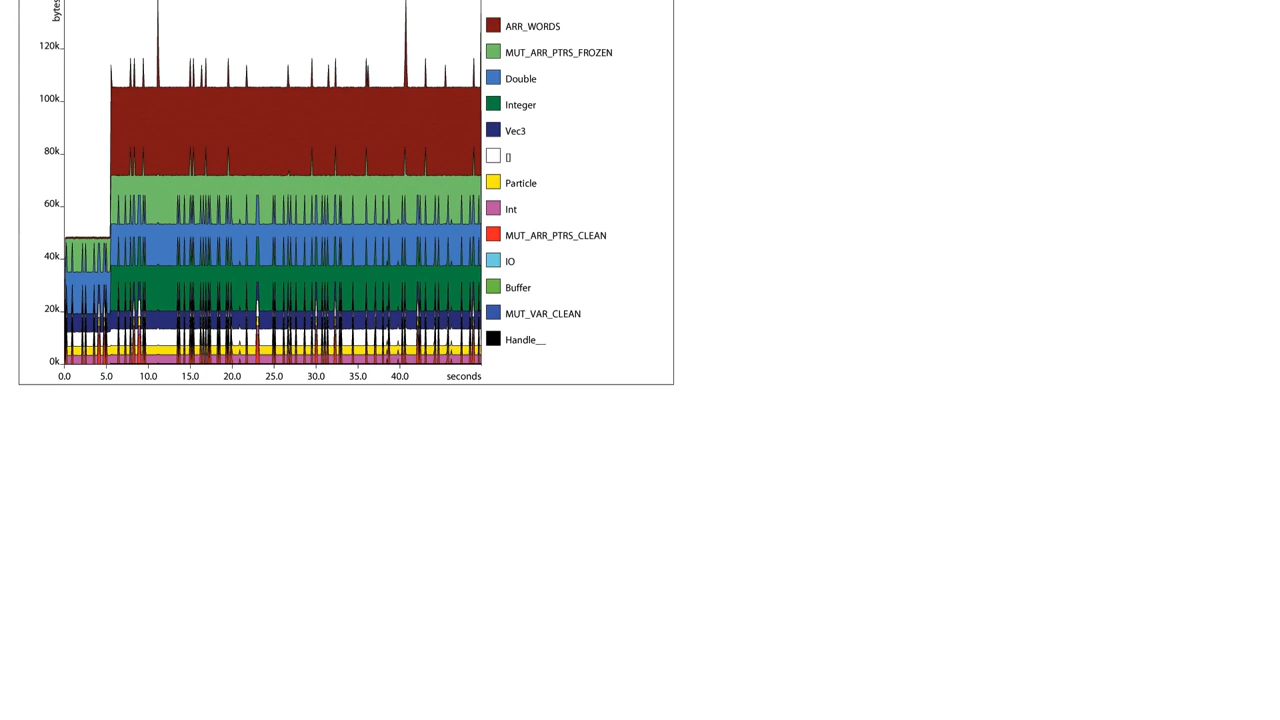 bytes
120k
100k
80k
60k
40k
20k
0k
0.0 5.0 10.0 15.0 20.0 25.0 30.0 35.0 40.0 seconds
ARR_WORDS
MUT_ARR_PTRS_FROZEN
Double
Integer
Vec3
[]
Particle
Int
MUT_ARR_PTRS_CLEAN
IO
Buffer
MUT_VAR_CLEAN
Handle__